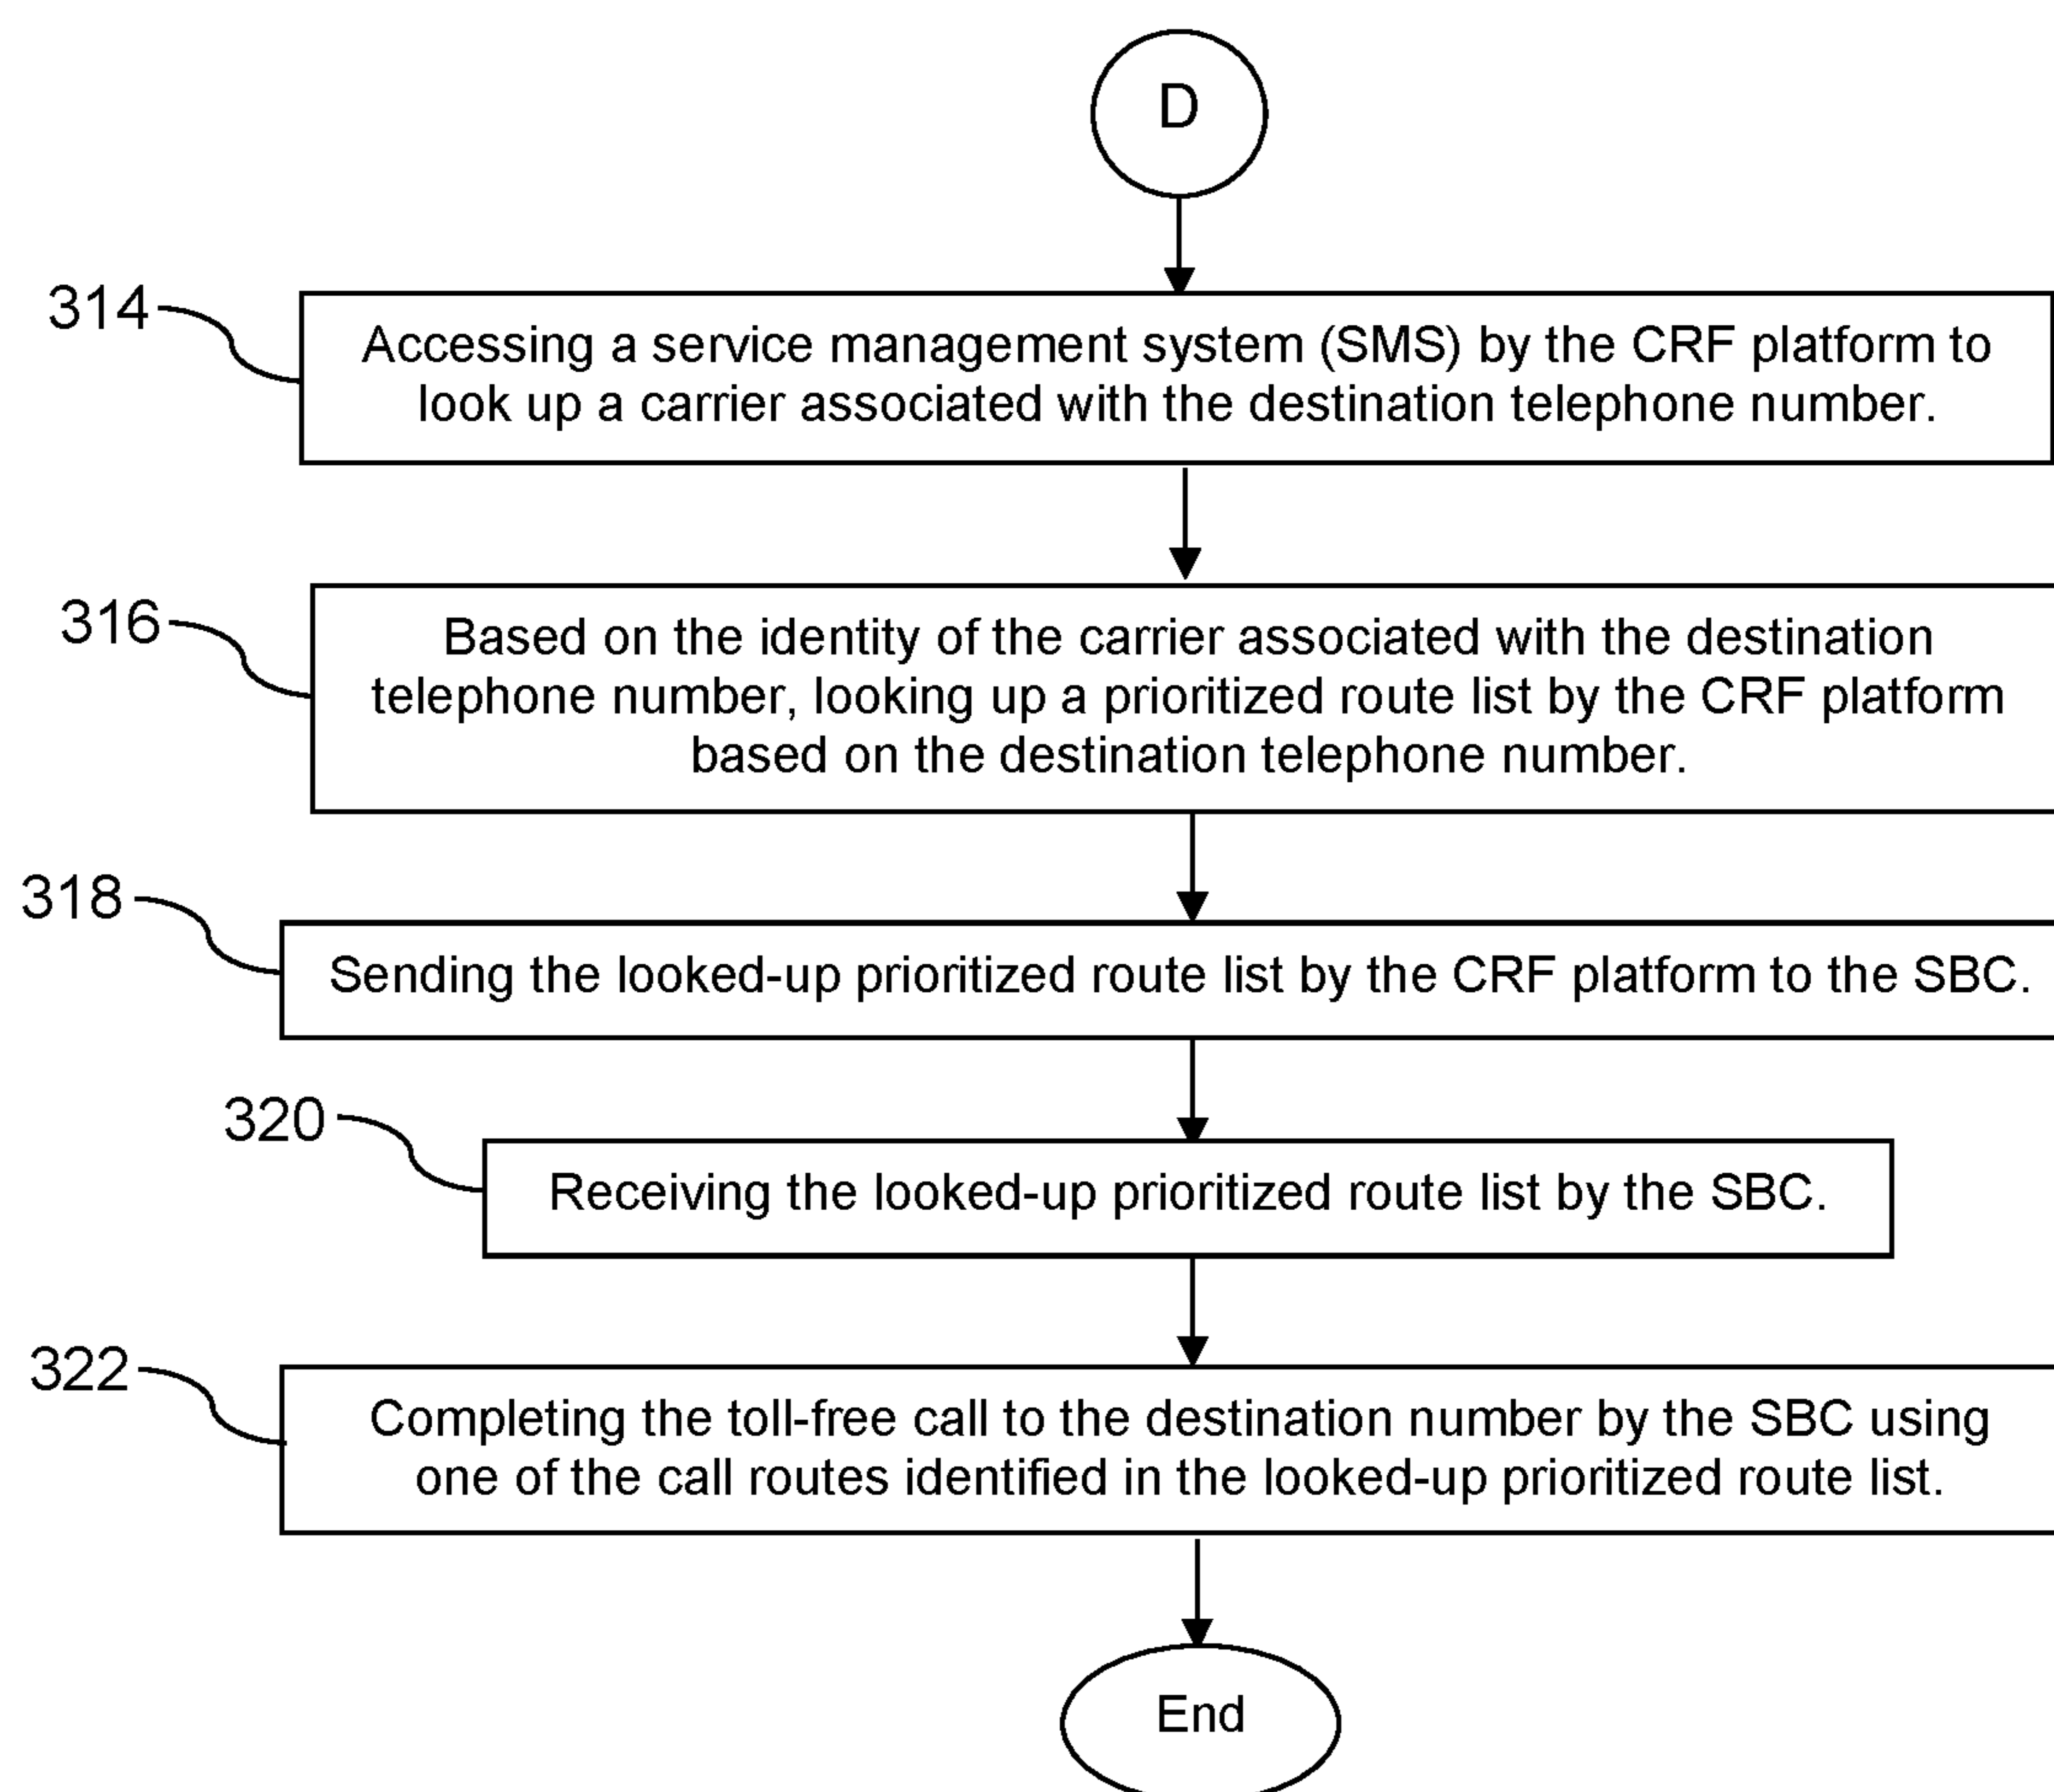 D
314
Accessing a service management system (SMS) by the CRF platform to
look up a carrier associated with the destination telephone number.
316
Based on the identity of the carrier associated with the destination
telephone number, looking up a prioritized route list by the CRF platform
based on the destination telephone number.
318
Sending the looked-up prioritized route list by the CRF platform to the SBC.
320
Receiving the looked-up prioritized route list by the SBC.
322
Completing the toll-free call to the destination number by the SBC using
one of the call routes identified in the looked-up prioritized route list.
End